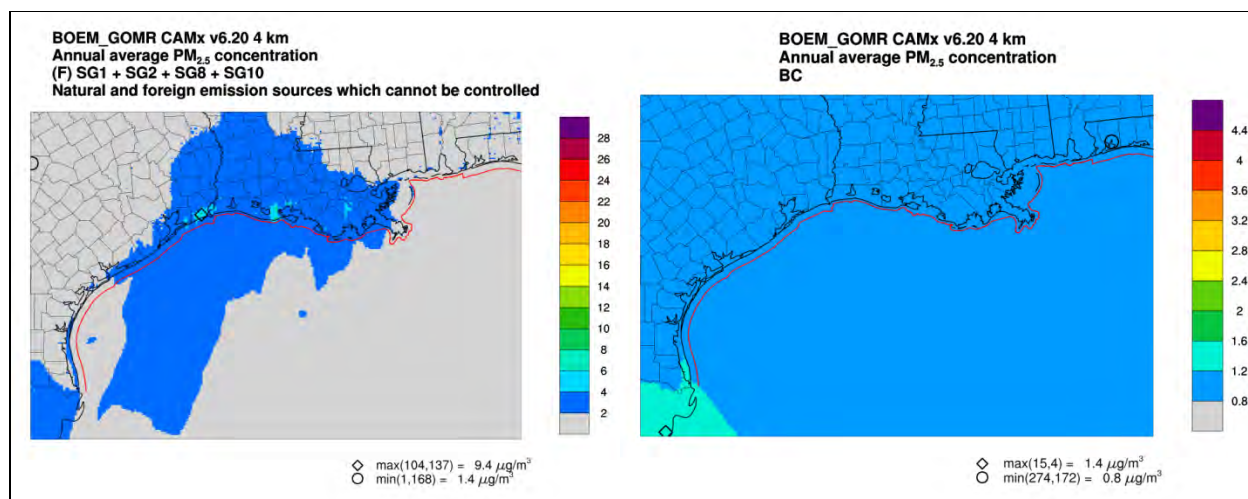 BOEM_GOMR CAMx v6.20 4 km
Annual average PM2.5 concentration
(F) SG1 + SG2 + SG8 + SG10
Natural and foreign emission sources which cannot be controlled
28
26
24
22
20
18
16
14
12
10
8
6
4
2
max(104,137) = 9.4 μg/m³
min(1,168) = 1.4 μg/m³
BOEM_GOMR CAMx v6.20 4 km
Annual average PM2.5 concentration
BC
4.4
4
3.6
3.2
2.8
2.4
2
1.6
1.2
0.8
max(15,4) = 1.4 μg/m³
min(274,172) = 0.8 μg/m³